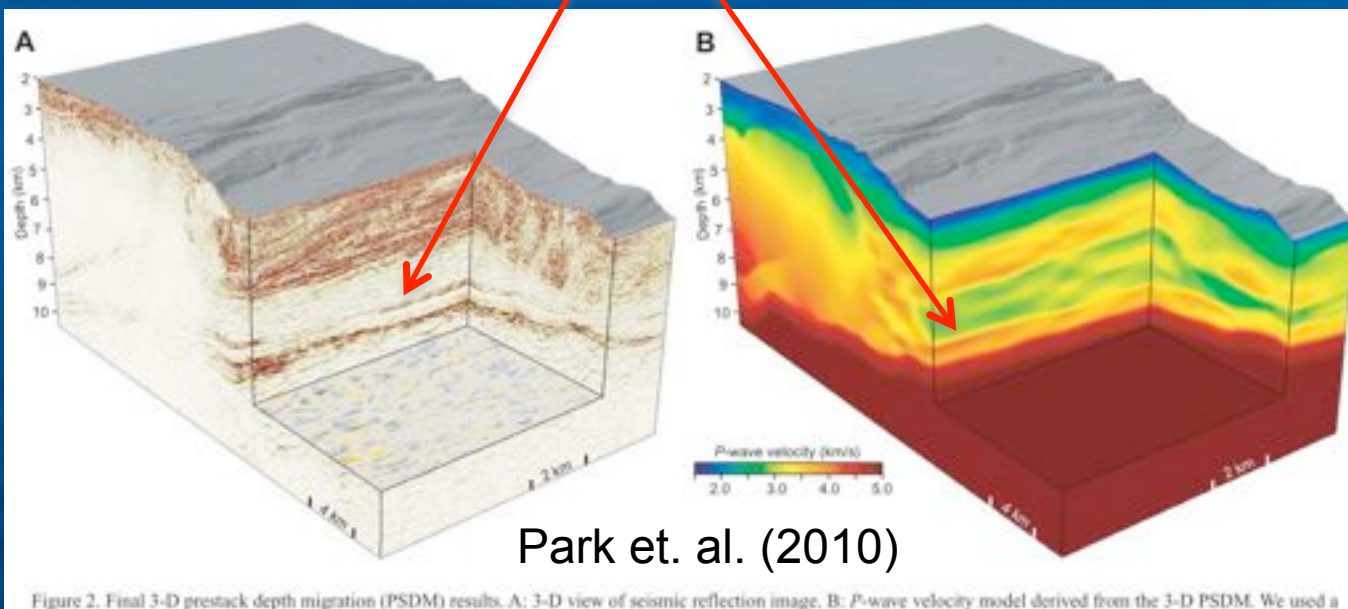 A
B
2
3
4
5
6
7
8
9
10
Depth (km)
2
3
4
5
6
7
8
9
10
Depth (km)
P-wave velocity (km/s)
2.0 3.0 4.0 5.0
4 km
2 km
4 km
2 km
Park et. al. (2010)
Figure 2. Final 3-D prestack depth migration (PSDM) results. A: 3-D view of seismic reflection image. B: P-wave velocity model derived from the 3-D PSDM. We used a